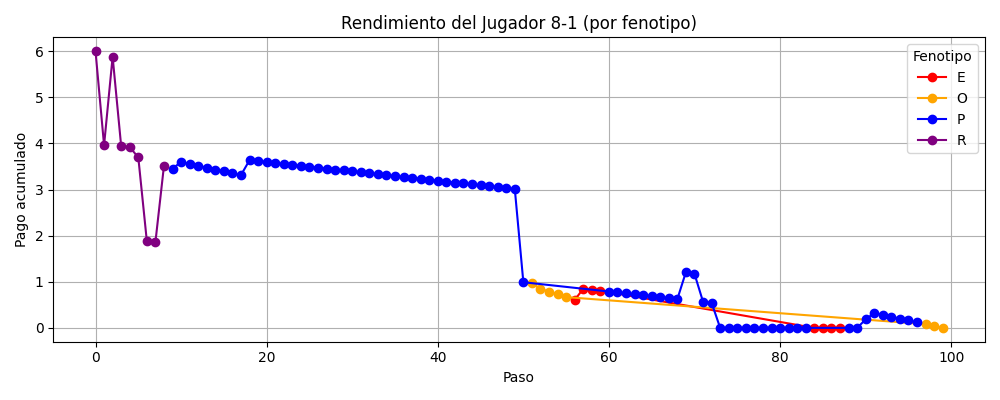 Rendimiento del Jugador 8-1 (por fenotipo)
Pago acumulado
6
5
4
3
2
1
0
Fenotipo
E
O
P
R
0 20 40 60 80 100
Paso